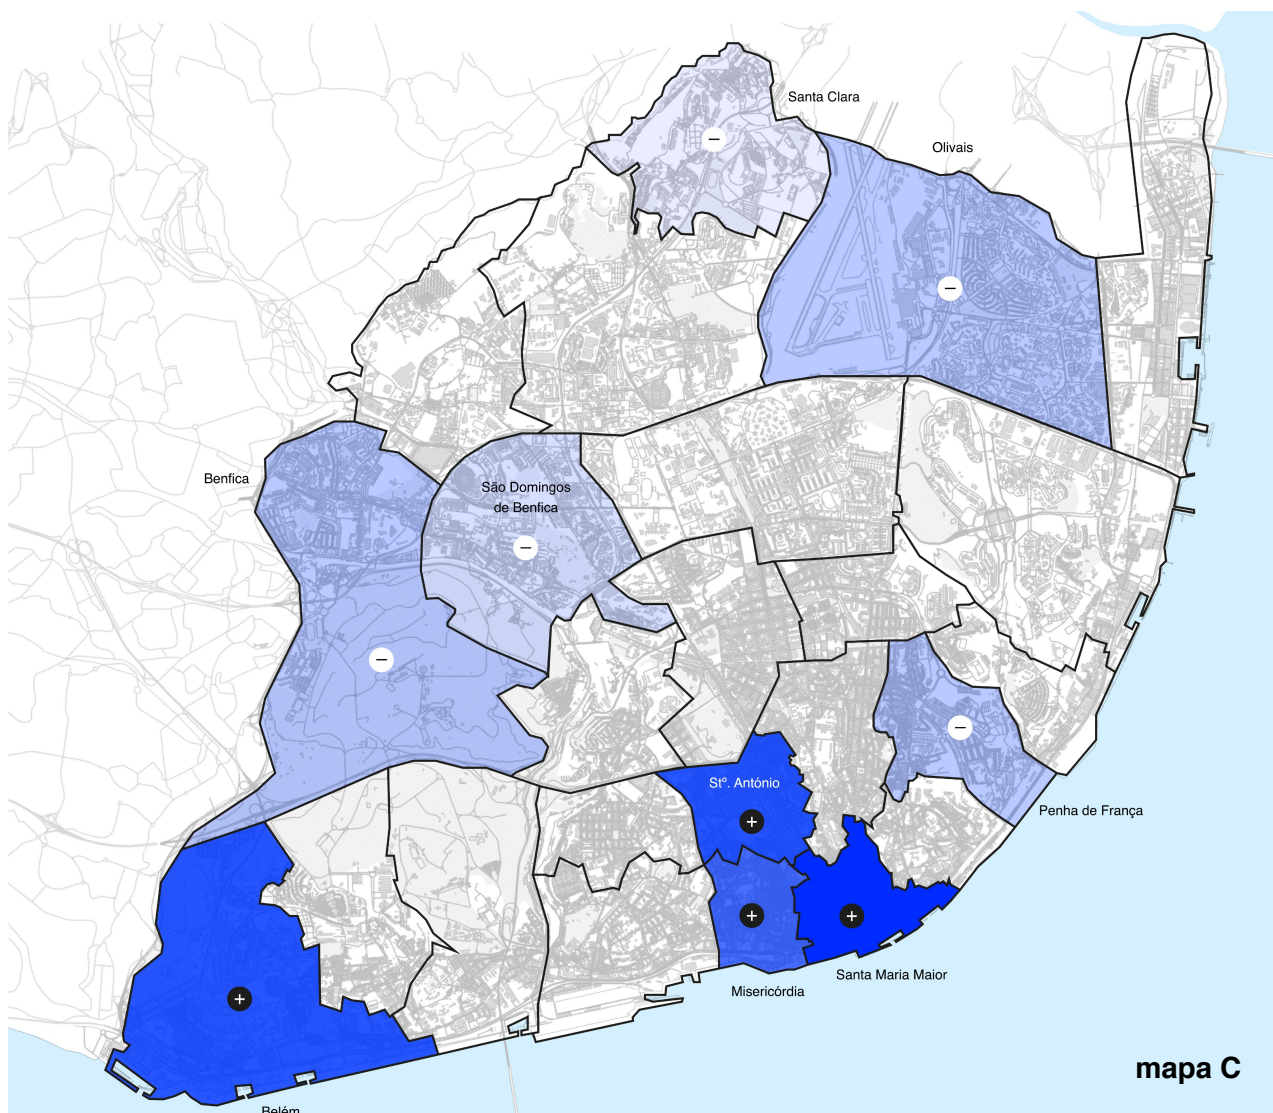 Santa Clara
Olivais
−
−
Benfica
São Domingos
de Benfica
−
−
−
Stº. António
+
Penha de França
+
+
Santa Maria Maior
Misericórdia
+
mapa C
Belém